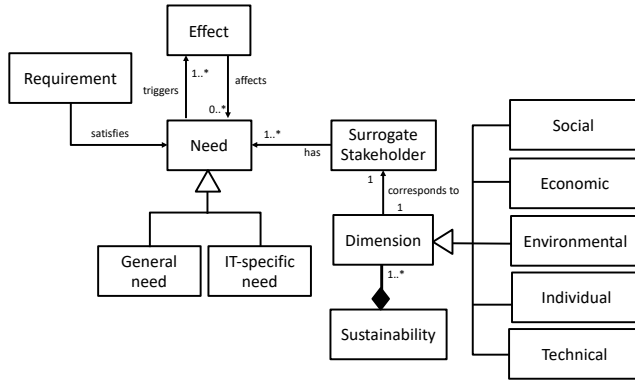 Effect
Requirement
1..*
affects
triggers
0..*
satisfies
Need
1..*
has
Surrogate
Stakeholder
1
corresponds to
1
Social
Economic
Environmental
Individual
Technical
General
need
IT-specific
need
Dimension
1..*
Sustainability